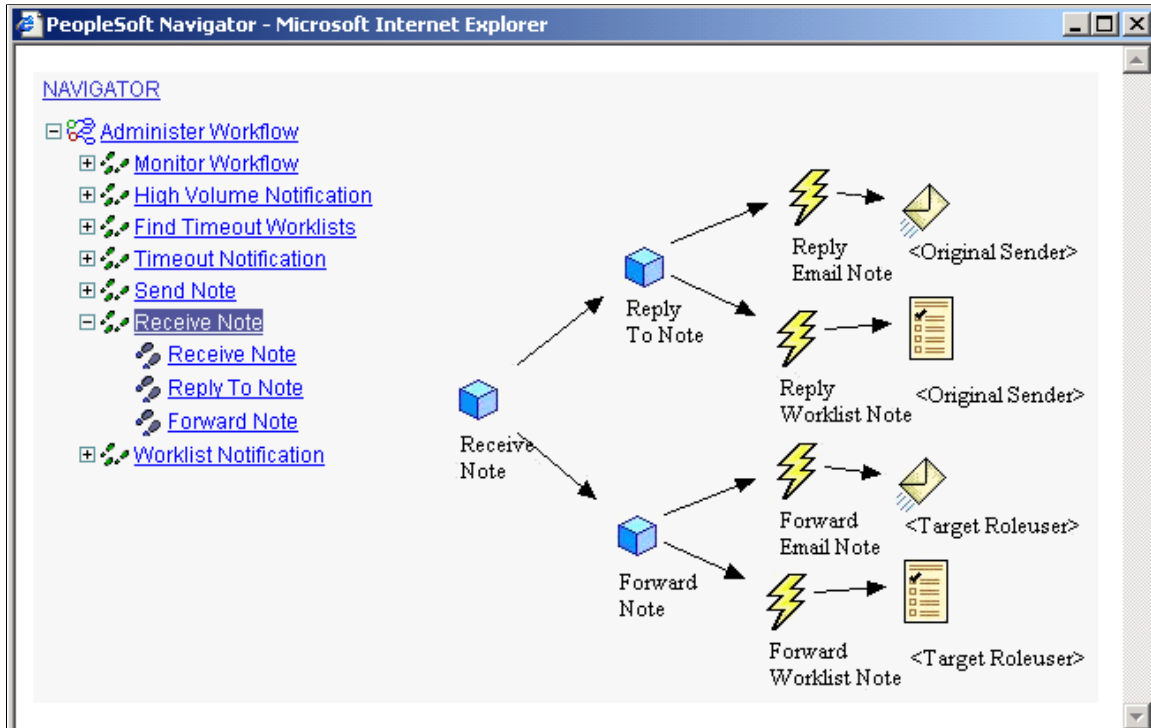 PeopleSoft Navigator - Microsoft Internet Explorer
NAVIGATOR
Administer Workflow
Monitor Workflow
High Volume Notification
Find Timeout Worklists
Timeout Notification
Send Note
Receive Note
Receive Note
Reply To Note
Forward Note
Worklist Notification
Receive
Note
Reply
To Note
Reply
Email Note
<Original Sender>
Reply
Worklist Note
<Original Sender>
Forward
Note
Forward
Email Note
<Target Roleuser>
Forward
Worklist Note
<Target Roleuser>